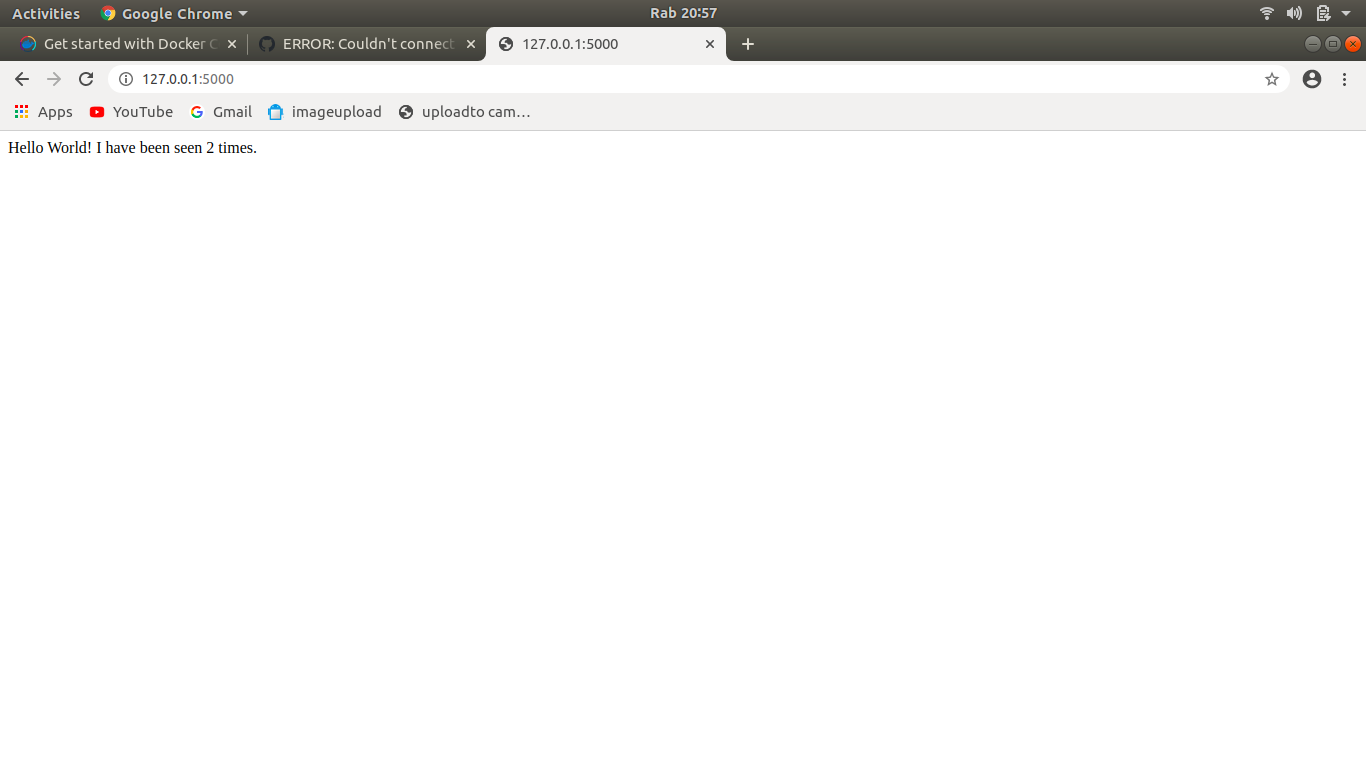 Activities Google Chrome Rab 20:57
Get started with Docker C ERROR: Couldn't connect 127.0.0.1:5000
127.0.0.1:5000
Apps YouTube Gmail imageupload uploadto cam…
Hello World! I have been seen 2 times.